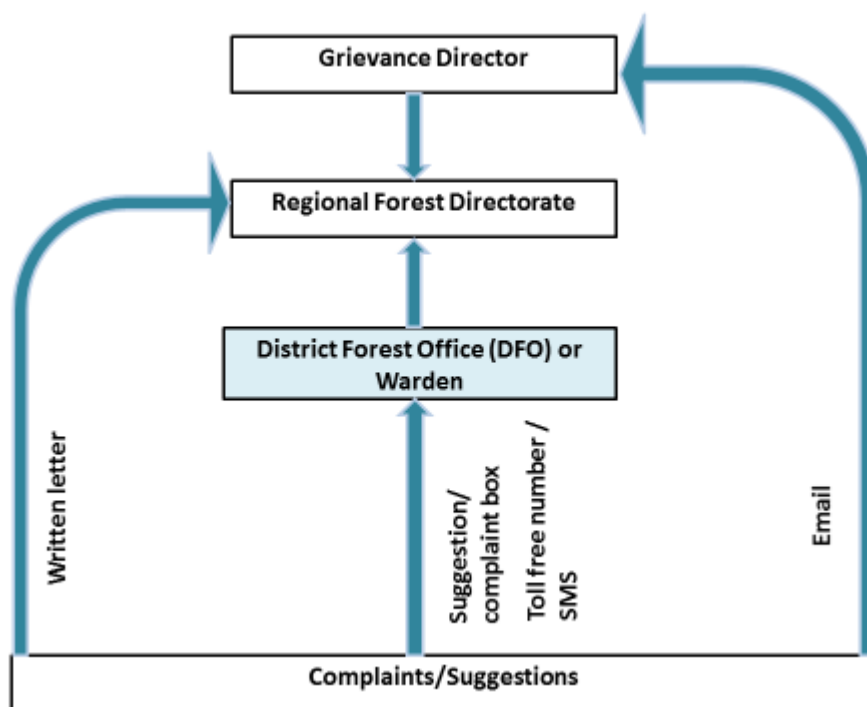 Grievance Director
Regional Forest Directorate
District Forest Office (DFO) or
Warden
Written letter
Suggestion/
complaint box
Toll free number /
SMS
Email
Complaints/Suggestions